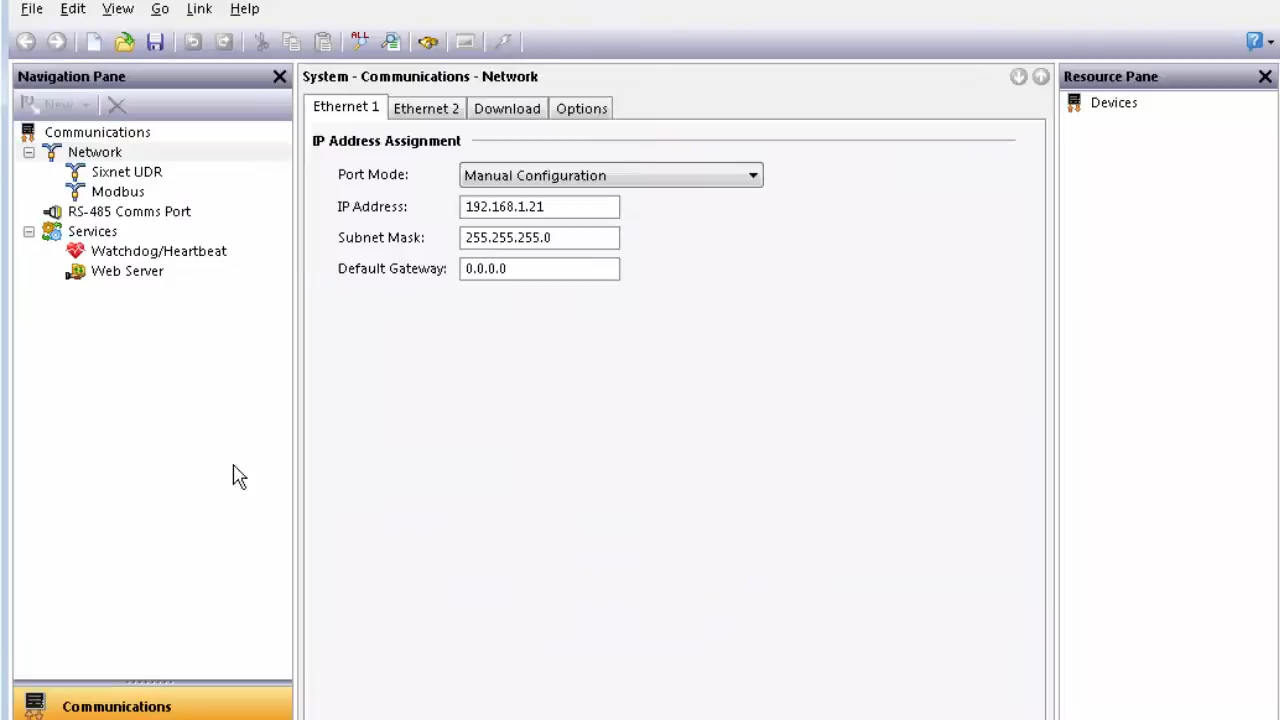 File Edit View Go Link Help
ALL
Navigation Pane
New
Communications
Network
Sixnet UDR
Modbus
RS-485 Comms Port
Services
Watchdog/Heartbeat
Web Server
Communications
System - Communications - Network
Ethernet 1 Ethernet 2 Download Options
IP Address Assignment
Port Mode: Manual Configuration
IP Address: 192.168.1.21
Subnet Mask: 255.255.255.0
Default Gateway: 0.0.0.0
Resource Pane
Devices